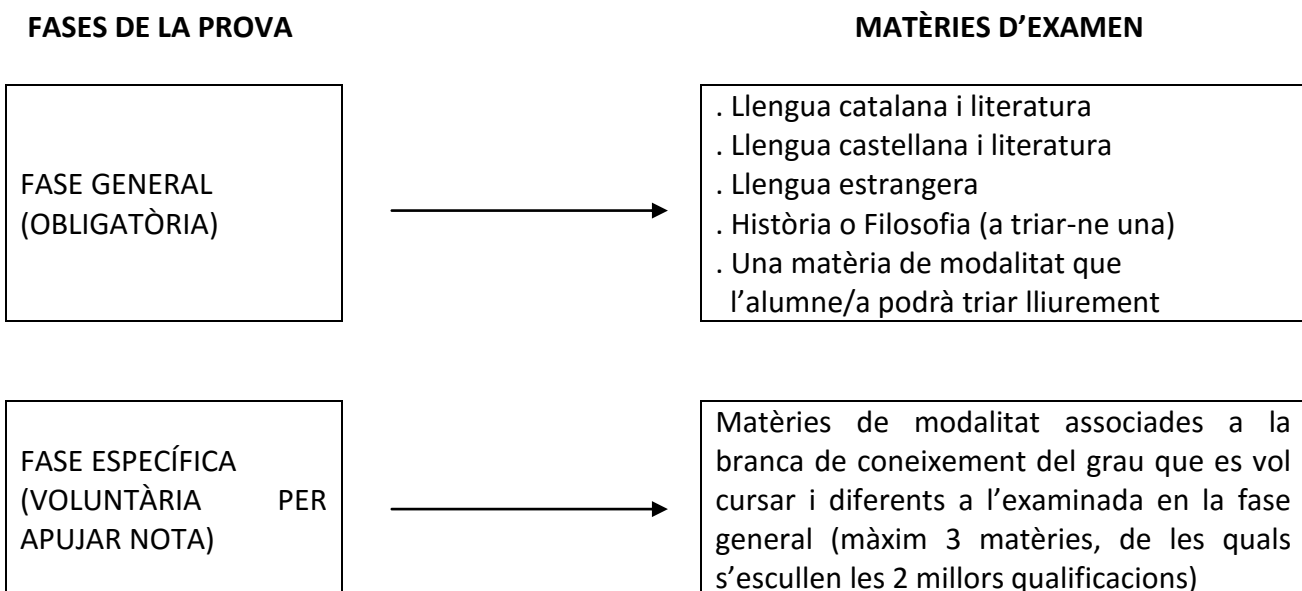 FASES DE LA PROVA
MATÈRIES D’EXAMEN
FASE GENERAL
(OBLIGATÒRIA)
. Llengua catalana i literatura
. Llengua castellana i literatura
. Llengua estrangera
. Història o Filosofia (a triar-ne una)
. Una matèria de modalitat que
l’alumne/a podrà triar lliurement
FASE ESPECÍFICA
(VOLUNTÀRIA PER
APUJAR NOTA)
Matèries de modalitat associades a la
branca de coneixement del grau que es vol
cursar i diferents a l’examinada en la fase
general (màxim 3 matèries, de les quals
s’escullen les 2 millors qualificacions)